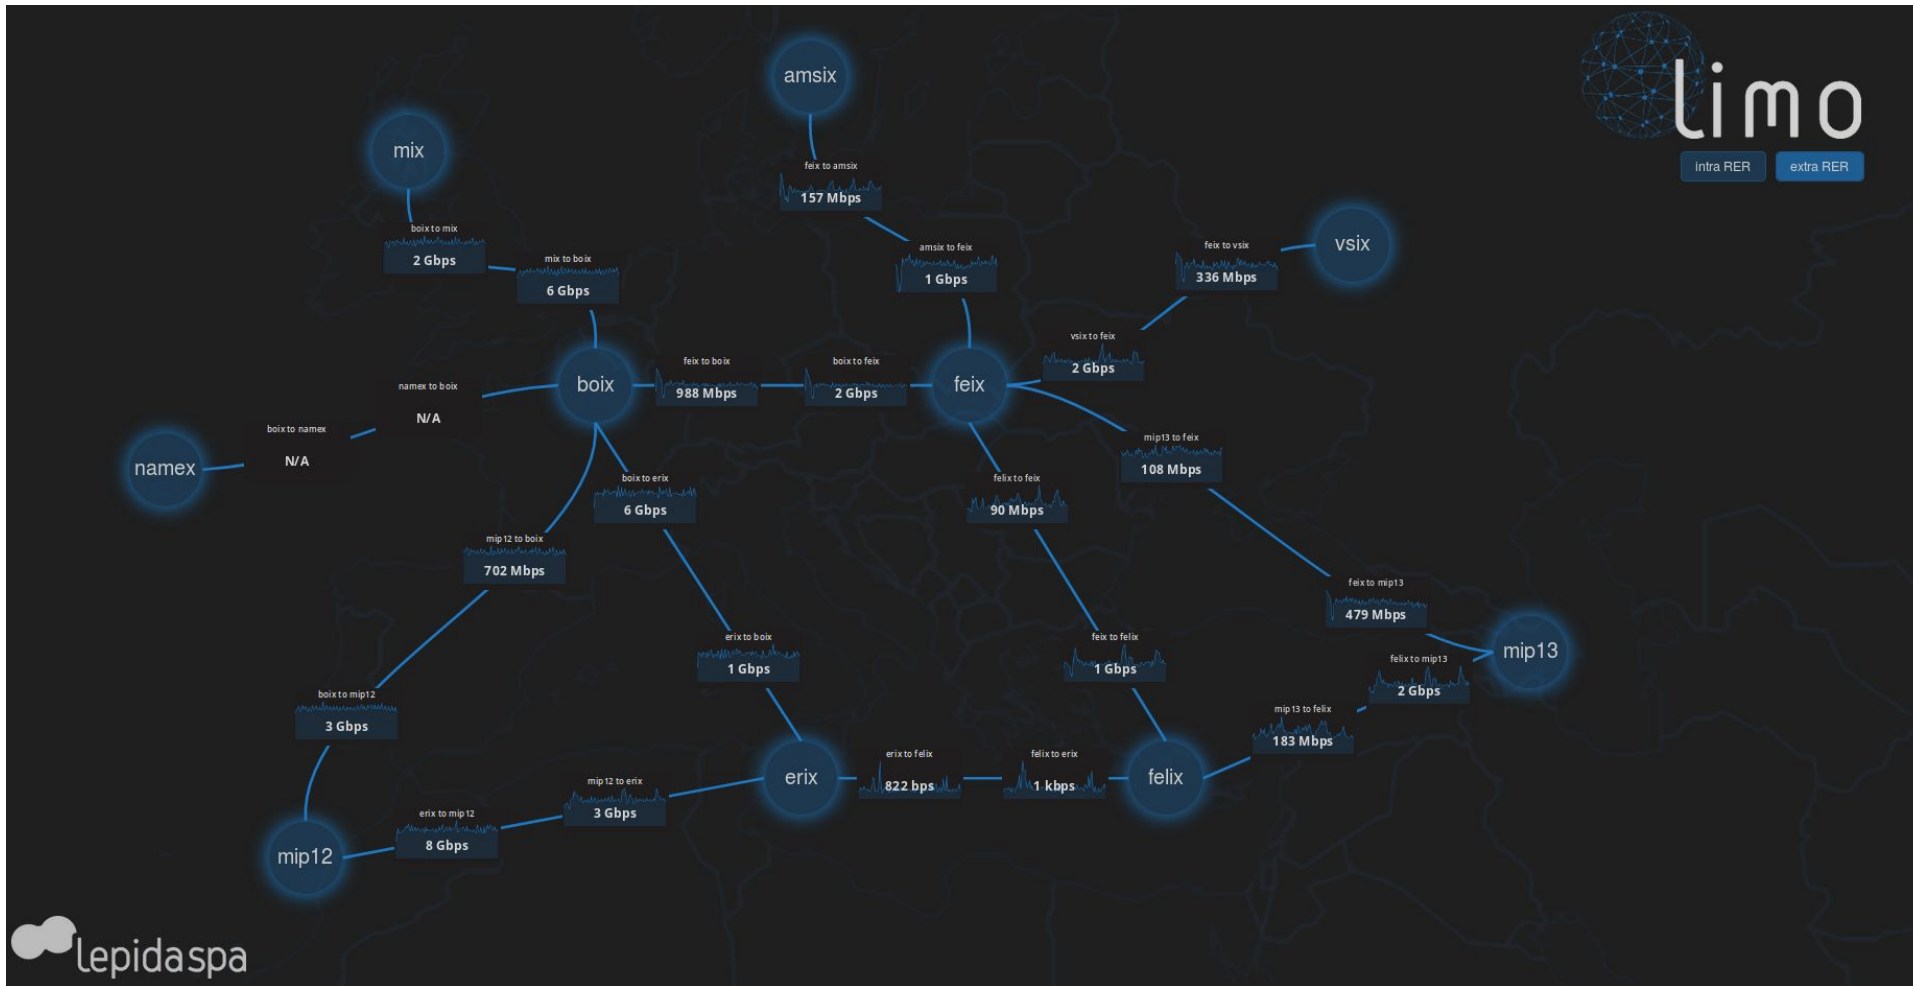 amsix
limo
mix
intra RER
extra RER
feix to amsix
157 Mbps
boix to mix
2 Gbps
mix to boix
6 Gbps
amsix to feix
1 Gbps
feix to vsix
336 Mbps
vsix
vsix to feix
2 Gbps
boix
feix to boix
988 Mbps
boix to feix
2 Gbps
feix
namex to boix
N/A
boix to namex
N/A
namex
mip13 to feix
108 Mbps
boix to erix
6 Gbps
felix to feix
90 Mbps
mip12 to boix
702 Mbps
feix to mip13
479 Mbps
mip13
erix to boix
1 Gbps
feix to felix
1 Gbps
felix to mip13
2 Gbps
boix to mip12
3 Gbps
mip13 to felix
183 Mbps
erix
erix to felix
822 bps
felix to erix
1 kbps
felix
mip12 to erix
3 Gbps
erix to mip12
8 Gbps
mip12
lepidaspa